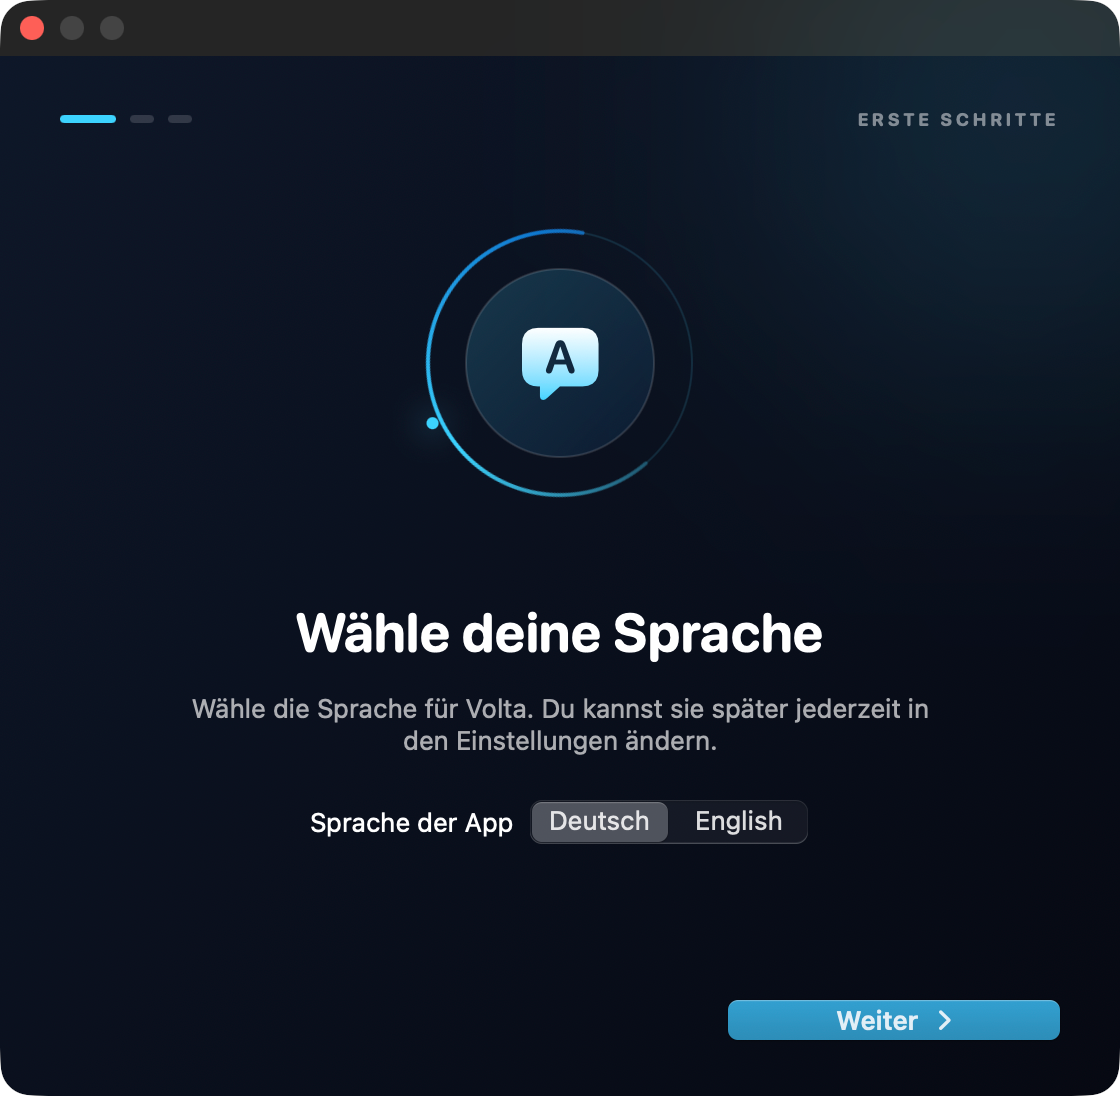 ERSTE SCHRITTE
A
Wähle deine Sprache
Wähle die Sprache für Volta. Du kannst sie später jederzeit in
den Einstellungen ändern.
Sprache der App Deutsch English
Weiter